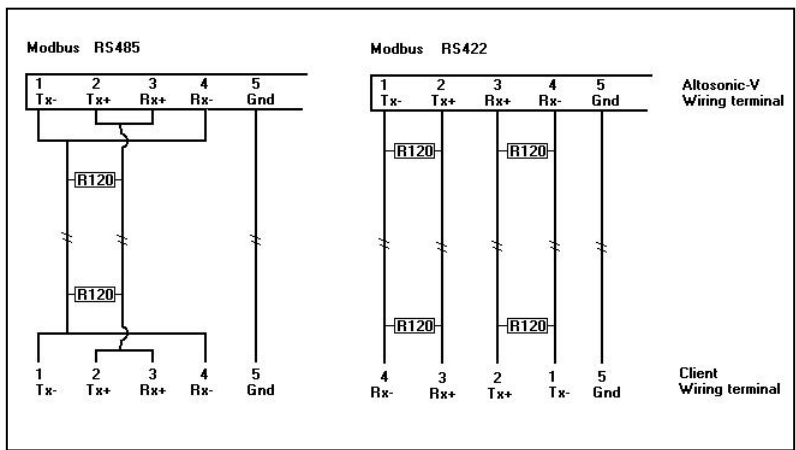 Modbus RS485
1 2 3 4 5
Tx- Tx+ Rx+ Rx- Gnd
R120
R120
1 2 3 4 5
Tx- Tx+ Rx+ Rx- Gnd
Modbus RS422
1 2 3 4 5
Tx- Tx+ Rx+ Rx- Gnd
R120 R120
R120 R120
4 3 2 1 5
Rx- Rx+ Tx+ Tx- Gnd
Altosonic-V
Wiring terminal
Client
Wiring terminal